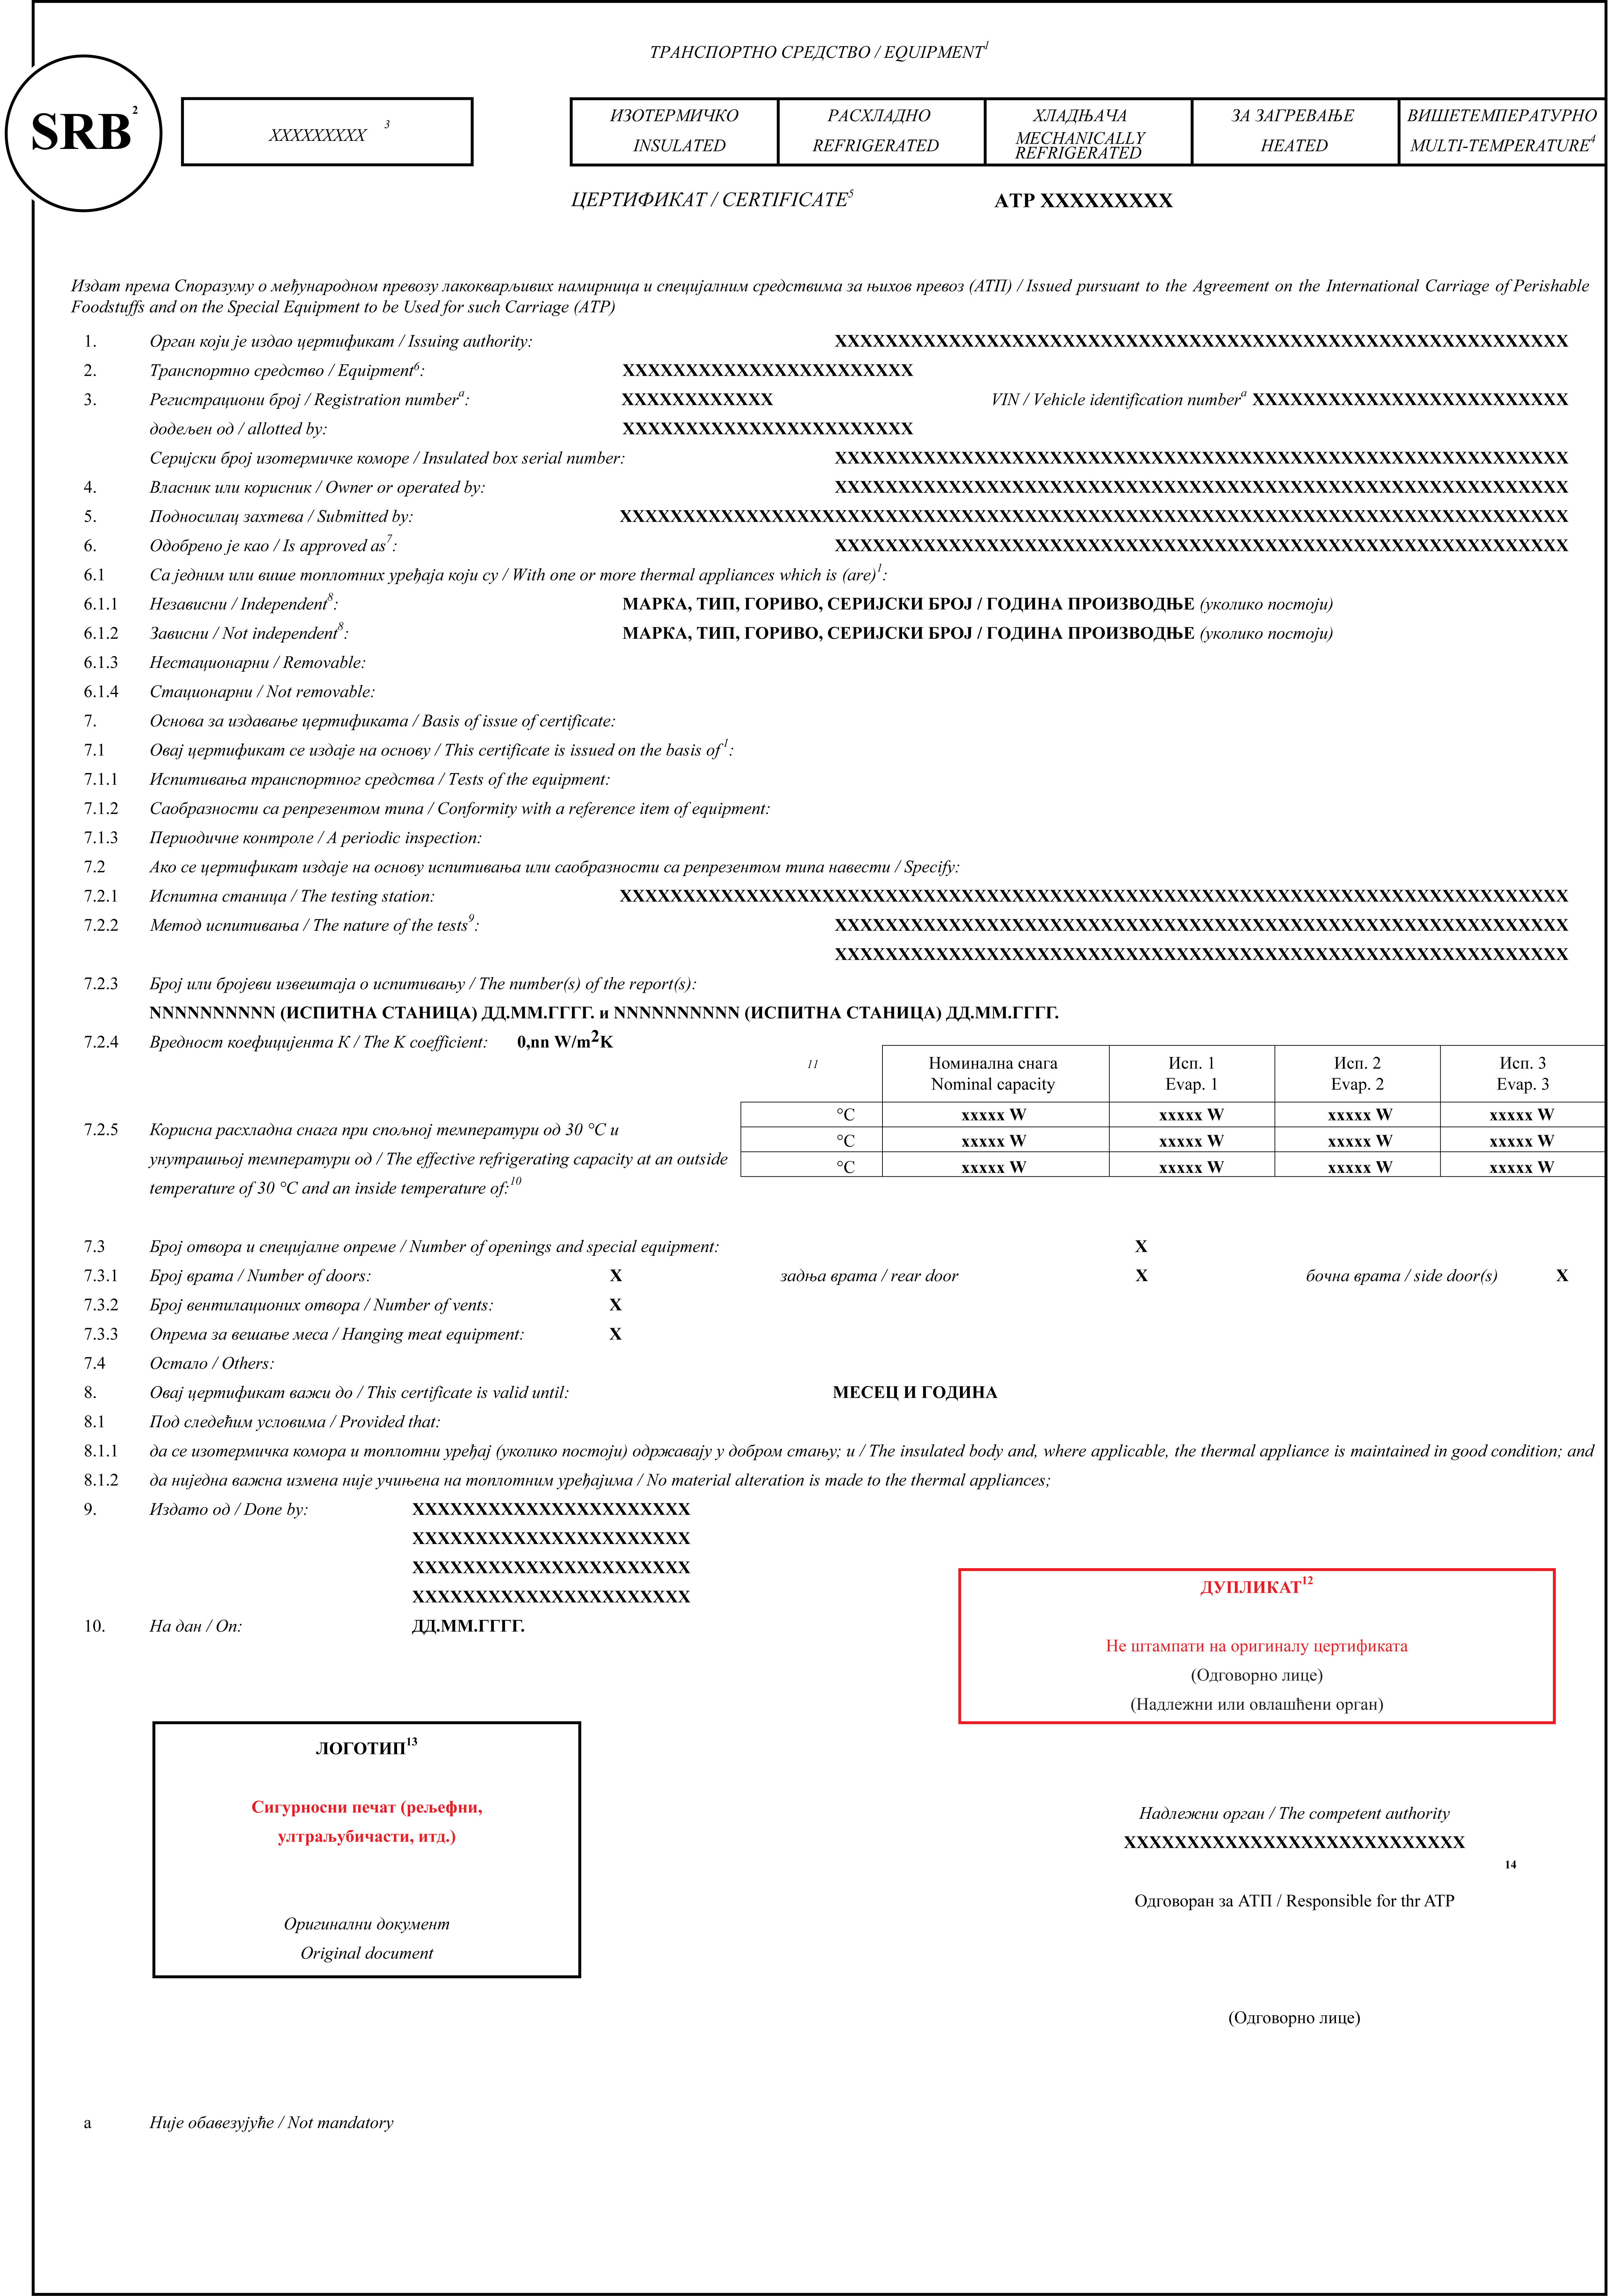 ТРАНСПОРТНО СРЕДСТВО / EQUIPMENT1
SRB2
XXXXXXXXX 3
ИЗОТЕРМИЧКО
INSULATED
РАСХЛАДНО
REFRIGERATED
ХЛАДЊАЧА
MECHANICALLY
REFRIGERATED
ЗА ЗАГРЕВАЊЕ
HEATED
ВИШЕТЕМПЕРАТУРНО
MULTI-TEMPERATURE4
ЦЕРТИФИКАТ / CERTIFICATE5 ATP XXXXXXXXX
Издат према Споразуму о међународном превозу лакокварљивих намирница и специјалним средствима за њихов превоз (АТП) / Issued pursuant to the Agreement on the International Carriage of Perishable
Foodstuffs and on the Special Equipment to be Used for such Carriage (ATP)
1. Орган који је издао цертификат / Issuing authority: XXXXXXXXXXXXXXXXXXXXXXXXXXXXXXXXXXXXXXXXXXXXXXXXXXXXXXXXXX
2. Транспортно средство / Equipment6: XXXXXXXXXXXXXXXXXXXXXXX
3. Регистрациони број / Registration numbera: XXXXXXXXXXXX VIN / Vehicle identification numbera XXXXXXXXXXXXXXXXXXXXXXXXX
додељен од / allotted by: XXXXXXXXXXXXXXXXXXXXXXX
Серијски број изотермичке коморе / Insulated box serial number: XXXXXXXXXXXXXXXXXXXXXXXXXXXXXXXXXXXXXXXXXXXXXXXXXXXXXXXXXX
4. Власник или корисник / Owner or operated by: XXXXXXXXXXXXXXXXXXXXXXXXXXXXXXXXXXXXXXXXXXXXXXXXXXXXXXXXXX
5. Подносилац захтева / Submitted by: XXXXXXXXXXXXXXXXXXXXXXXXXXXXXXXXXXXXXXXXXXXXXXXXXXXXXXXXXXXXXXXXXXXXXXXXXXX
6. Одобрено је као / Is approved as7: XXXXXXXXXXXXXXXXXXXXXXXXXXXXXXXXXXXXXXXXXXXXXXXXXXXXXXXXXX
6.1 Са једним или више топлотних уређаја који су / With one or more thermal appliances which is (are)1:
6.1.1 Независни / Independent8: МАРКА, ТИП, ГОРИВО, СЕРИЈСКИ БРОЈ / ГОДИНА ПРОИЗВОДЊЕ (уколико постоји)
6.1.2 Зависни / Not independent8: МАРКА, ТИП, ГОРИВО, СЕРИЈСКИ БРОЈ / ГОДИНА ПРОИЗВОДЊЕ (уколико постоји)
6.1.3 Нестационарни / Removable:
6.1.4 Стационарни / Not removable:
7. Основа за издавање цертификата / Basis of issue of certificate:
7.1 Овај цертификат се издаје на основу / This certificate is issued on the basis of1:
7.1.1 Испитивања транспортног средства / Tests of the equipment:
7.1.2 Саобразности са репрезентом типа / Conformity with a reference item of equipment:
7.1.3 Периодичне контроле / A periodic inspection:
7.2 Ако се цертификат издаје на основу испитивања или саобразности са репрезентом типа навести / Specify:
7.2.1 Испитна станица / The testing station: XXXXXXXXXXXXXXXXXXXXXXXXXXXXXXXXXXXXXXXXXXXXXXXXXXXXXXXXXXXXXXXXXXXXXXXXXXX
7.2.2 Метод испитивања / The nature of the tests9: XXXXXXXXXXXXXXXXXXXXXXXXXXXXXXXXXXXXXXXXXXXXXXXXXXXXXXXXXX
XXXXXXXXXXXXXXXXXXXXXXXXXXXXXXXXXXXXXXXXXXXXXXXXXXXXXXXXXX
7.2.3 Број или бројеви извештаја о испитивању / The number(s) of the report(s):
NNNNNNNNNN (ИСПИТНА СТАНИЦА) ДД.ММ.ГГГГ. и NNNNNNNNNN (ИСПИТНА СТАНИЦА) ДД.ММ.ГГГГ.
7.2.4 Вредност коефицијента К / The K coefficient: 0,nn W/m2K
11 Номинална снага Исп. 1 Исп. 2 Исп. 3
Nominal capacity Evap. 1 Evap. 2 Evap. 3
°C xxxxx W xxxxx W xxxxx W xxxxx W
°C xxxxx W xxxxx W xxxxx W xxxxx W
°C xxxxx W xxxxx W xxxxx W xxxxx W
7.2.5 Корисна расхладна снага при спољној температури од 30 °C и
унутрашњој температури од / The effective refrigerating capacity at an outside
temperature of 30 °C and an inside temperature of:10
7.3 Број отвора и специјалне опреме / Number of openings and special equipment: X
7.3.1 Број врата / Number of doors: X задња врата / rear door X бочна врата / side door(s) X
7.3.2 Број вентилационих отвора / Number of vents: X
7.3.3 Опрема за вешање меса / Hanging meat equipment: X
7.4 Остало / Others:
8. Овај цертификат важи до / This certificate is valid until: МЕСЕЦ И ГОДИНА
8.1 Под следећим условима / Provided that:
8.1.1 да се изотермичка комора и топлотни уређај (уколико постоји) одржавају у добром стању; и / The insulated body and, where applicable, the thermal appliance is maintained in good condition; and
8.1.2 да ниједна важна измена није учињена на топлотним уређајима / No material alteration is made to the thermal appliances;
9. Издато од / Done by: XXXXXXXXXXXXXXXXXXXXXX
XXXXXXXXXXXXXXXXXXXXXX
XXXXXXXXXXXXXXXXXXXXXX
XXXXXXXXXXXXXXXXXXXXXX
10. На дан / On: ДД.ММ.ГГГГ.
ДУПЛИКАТ12
Не штампати на оригиналу цертификата
(Одговорно лице)
(Надлежни или овлашћени орган)
ЛОГОТИП13
Сигурносни печат (рељефни,
ултраљубичасти, итд.)
Оригинални документ
Original document
Надлежни орган / The competent authority
XXXXXXXXXXXXXXXXXXXXXXXXXXX
14
Одговоран за АТП / Responsible for thr ATP
(Одговорно лице)
a Није обавезујуће / Not mandatory